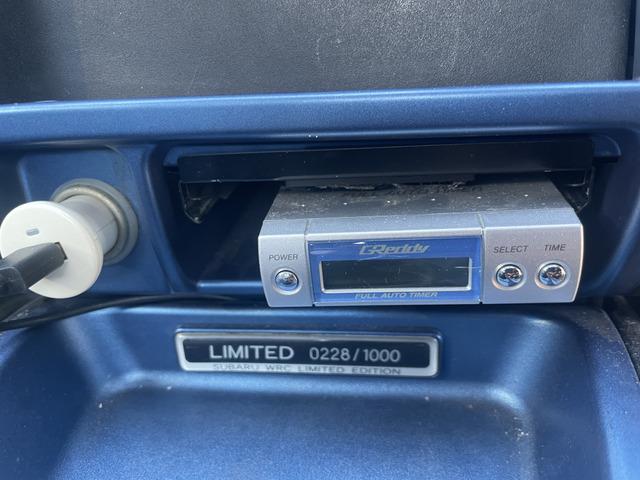 POWER
GReddy
SELECT TIME
FULL AUTO TIMER
LIMITED 0228/1000
SUBARU WRC LIMITED EDITION